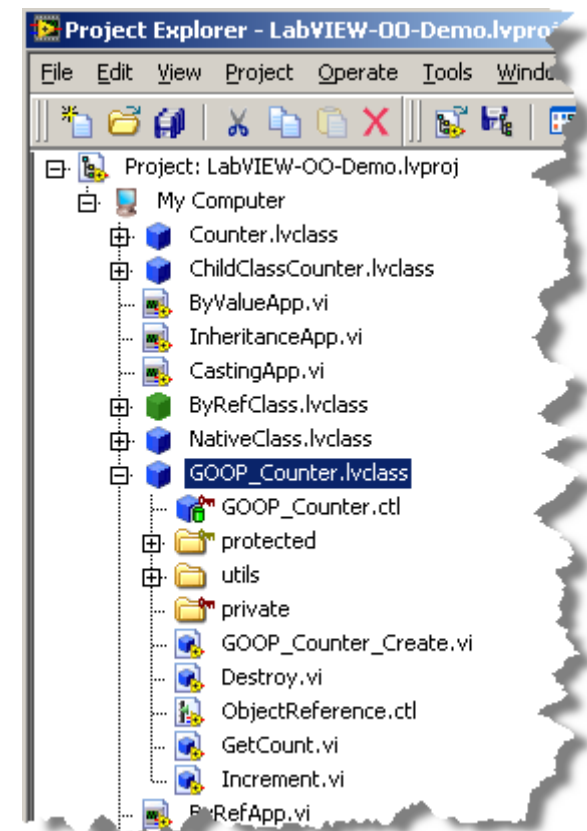 Project Explorer - LabVIEW-OO-Demo.lvproj
File Edit View Project Operate Tools
Project: LabVIEW-OO-Demo.lvproj
My Computer
Counter.lvclass
ChildClassCounter.lvclass
ByValueApp.vi
InheritanceApp.vi
CastingApp.vi
ByRefClass.lvclass
NativeClass.lvclass
GOOP_Counter.lvclass
GOOP_Counter.ctl
protected
utils
private
GOOP_Counter_Create.vi
Destroy.vi
ObjectReference.ctl
GetCount.vi
Increment.vi
ByRefApp.vi